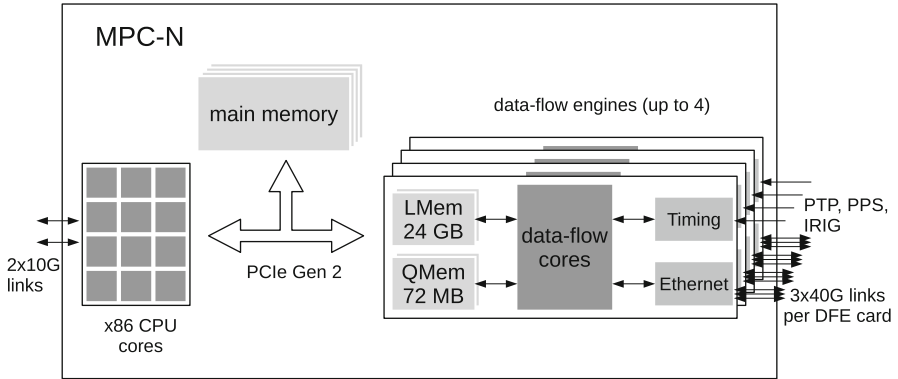 MPC-N
main memory
data-flow engines (up to 4)
LMem
24 GB
data-flow
cores
Timing
PTP, PPS,
IRIG
2x10G
links
PCIe Gen 2
QMem
72 MB
Ethernet
3x40G links
per DFE card
x86 CPU
cores